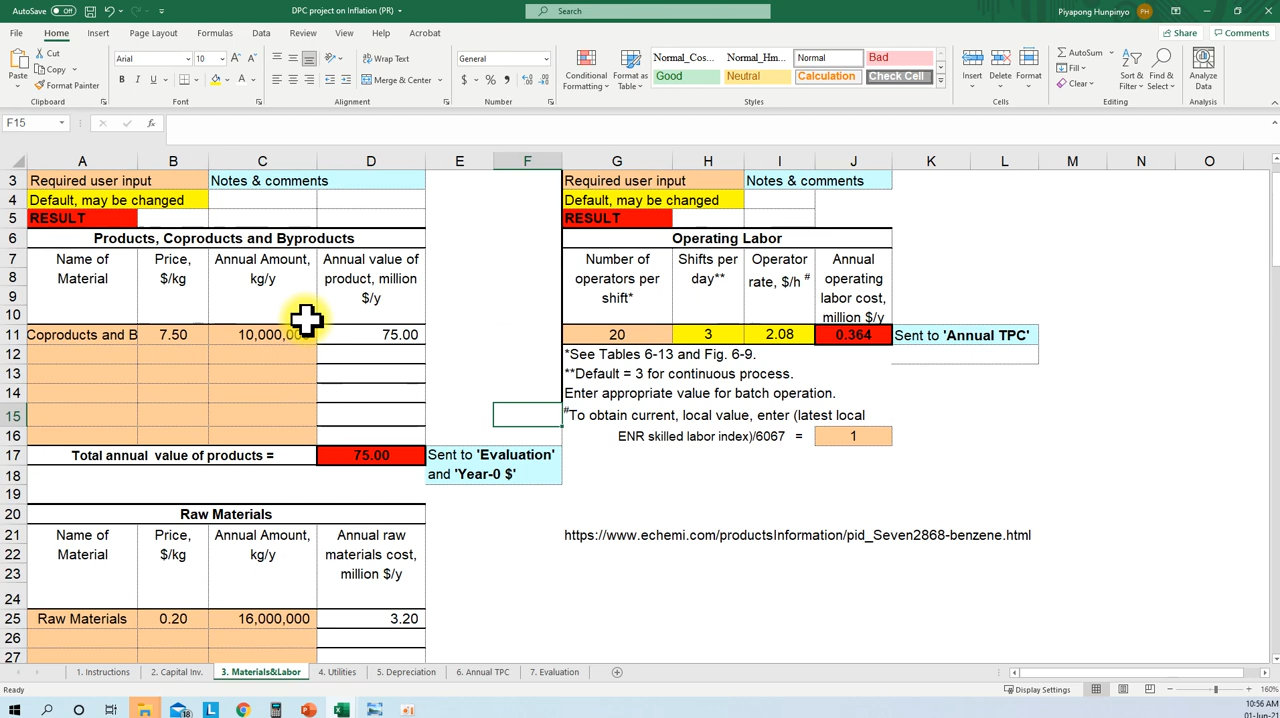 AutoSave Off DPC project on Inflation (PR) Search Piyapong Hunpinyo PH
File Home Insert Page Layout Formulas Data Review View Help Acrobat Share Comments
Cut
Copy
Format Painter
Paste
Clipboard
Arial 10
B I U
Font
Wrap Text
Merge & Center
Alignment
General
Number
Conditional Formatting
Format as Table
Normal_Cos... Normal_Hm... Normal Bad
Good Neutral Calculation Check Cell
Styles
Insert Delete Format
Cells
AutoSum
Fill
Clear
Sort & Filter
Find & Select
Editing
Analyze Data
Analysis
F15 fx
A B C D E F G H I J K L M N O
3 Required user input Notes & comments Required user input Notes & comments
4 Default, may be changed Default, may be changed
5 RESULT RESULT
6 Products, Coproducts and Byproducts Operating Labor
7 Name of Price, Annual Amount, Annual value of Number of Shifts per Operator Annual
8 Material $/kg kg/y product, million operators per day** rate, $/h # operating
9 $/y shift* labor cost,
10 million $/y
11 Coproducts and B 7.50 10,000,000 75.00 20 3 2.08 0.364 Sent to 'Annual TPC'
12 *See Tables 6-13 and Fig. 6-9.
13 **Default = 3 for continuous process.
14 Enter appropriate value for batch operation.
15 #To obtain current, local value, enter (latest local
16 ENR skilled labor index)/6067 = 1
17 Total annual value of products = 75.00 Sent to 'Evaluation'
18 and 'Year-0 $'
19
20 Raw Materials
21 Name of Price, Annual Amount, Annual raw https://www.echemi.com/productsInformation/pid_Seven2868-benzene.html
22 Material $/kg kg/y materials cost,
23 million $/y
24
25 Raw Materials 0.20 16,000,000 3.20
26
27
1. Instructions 2. Capital Inv. 3. Materials&Labor 4. Utilities 5. Depreciation 6. Annual TPC 7. Evaluation
Ready Display Settings 160%
18 10:56 AM
01-Jun-21